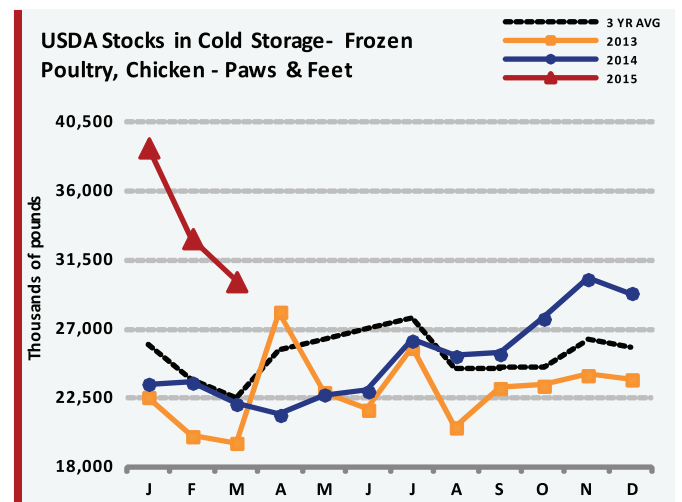 USDA Stocks in Cold Storage- Frozen
Poultry, Chicken - Paws & Feet
3 YR AVG
2013
2014
2015
Thousands of pounds
40,500
36,000
31,500
27,000
22,500
18,000
J F M A M J J A S O N D